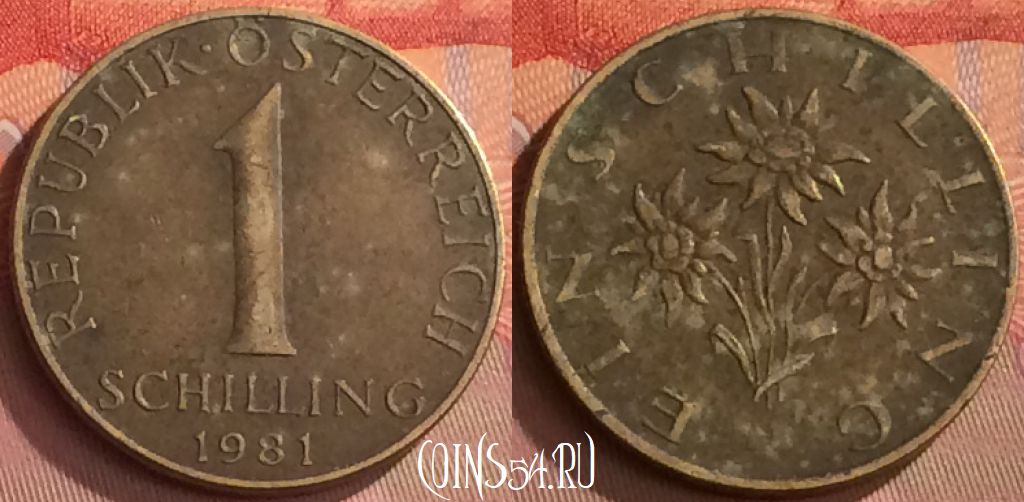 REPUBLIK · ÖSTERREICH
1
SCHILLING
1981
EIN SCHILLING
COINS54.RU